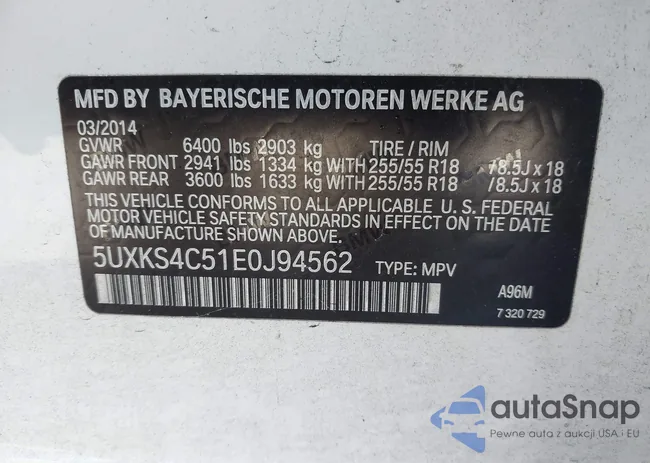 MFD BY BAYERISCHE MOTOREN WERKE AG
03/2014
GVWR 6400 lbs 2903 kg TIRE / RIM
GAWR FRONT 2941 lbs 1334 kg WITH 255/55 R18 /8.5J x 18
GAWR REAR 3600 lbs 1633 kg WITH 255/55 R18 /8.5J x 18
THIS VEHICLE CONFORMS TO ALL APPLICABLE U. S. FEDERAL
MOTOR VEHICLE SAFETY STANDARDS IN EFFECT ON THE DATE
OF MANUFACTURE SHOWN ABOVE.
5UXKS4C51E0J94562 TYPE: MPV
A96M
7 320 729
autaSnap
Pewne auta z aukcji USA i EU